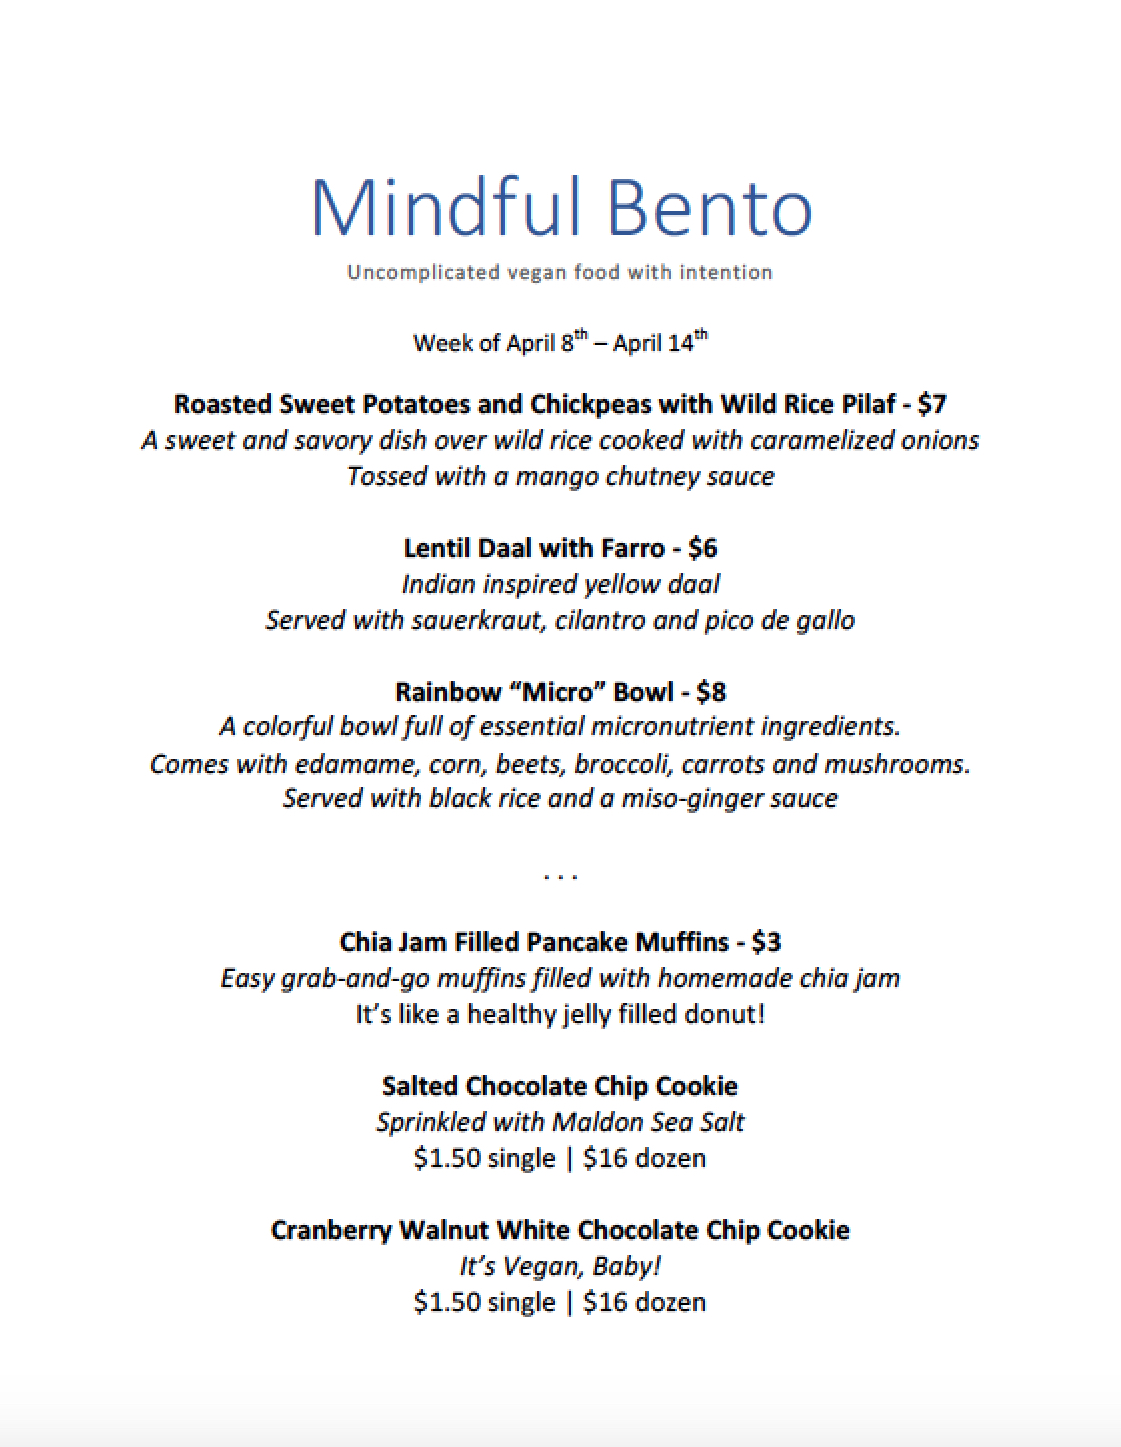 Mindful Bento
Uncomplicated vegan food with intention
Week of April 8th – April 14th
Roasted Sweet Potatoes and Chickpeas with Wild Rice Pilaf - $7
A sweet and savory dish over wild rice cooked with caramelized onions
Tossed with a mango chutney sauce
Lentil Daal with Farro - $6
Indian inspired yellow daal
Served with sauerkraut, cilantro and pico de gallo
Rainbow “Micro” Bowl - $8
A colorful bowl full of essential micronutrient ingredients.
Comes with edamame, corn, beets, broccoli, carrots and mushrooms.
Served with black rice and a miso-ginger sauce
. . .
Chia Jam Filled Pancake Muffins - $3
Easy grab-and-go muffins filled with homemade chia jam
It’s like a healthy jelly filled donut!
Salted Chocolate Chip Cookie
Sprinkled with Maldon Sea Salt
$1.50 single | $16 dozen
Cranberry Walnut White Chocolate Chip Cookie
It’s Vegan, Baby!
$1.50 single | $16 dozen